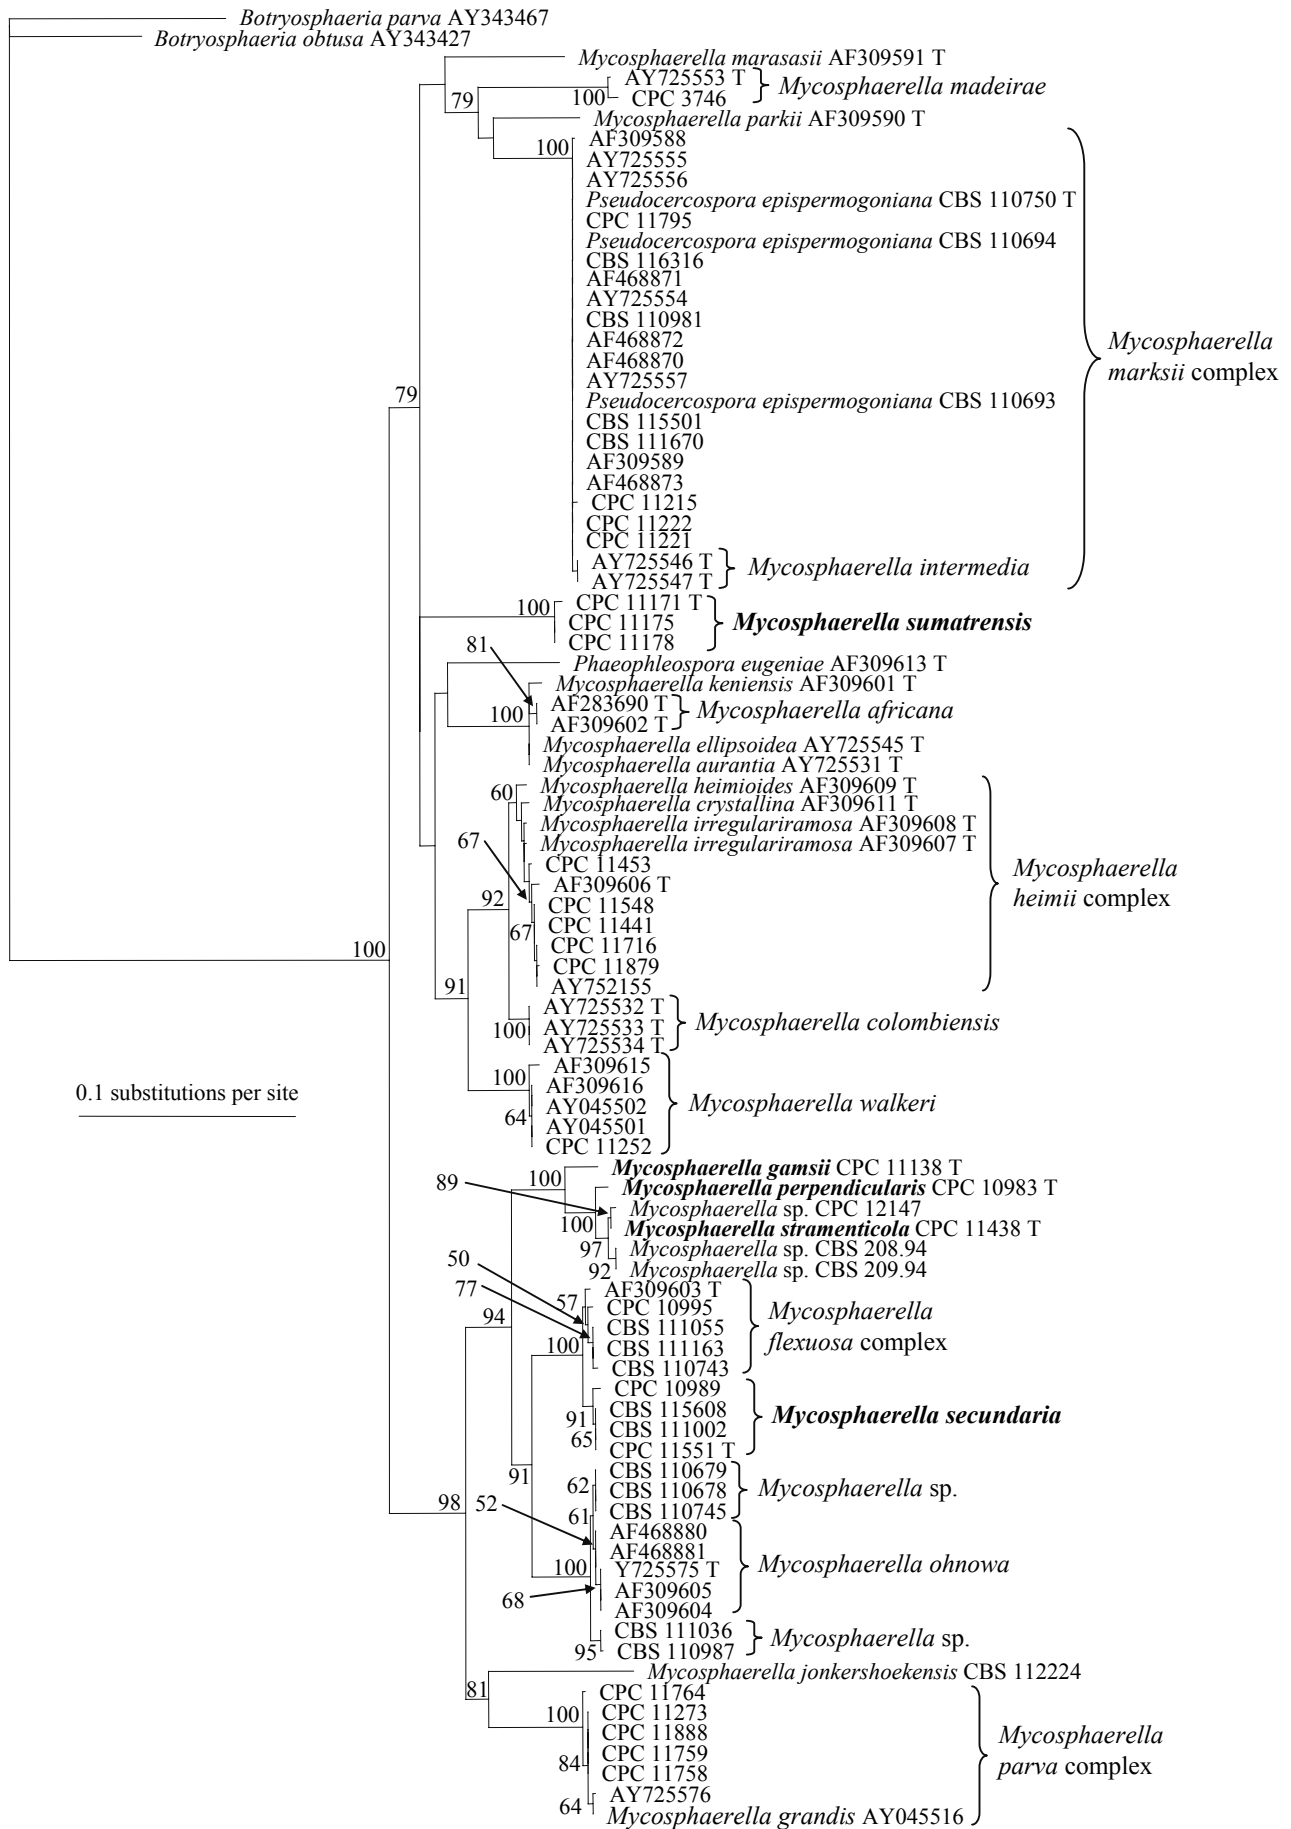 Botryosphaeria parva AY343467
Botryosphaeria obtusa AY343427
Mycosphaerella marasasii AF309591 T
AY725553 T
Mycosphaerella madeirae
100
CPC 3746
79
Mycosphaerella parkii AF309590 T
AF309588
100
AY725555
AY725556
Pseudocercospora epispermogoniana CBS 110750 T
CPC 11795
Pseudocercospora epispermogoniana CBS 110694
CBS 116316
AF468871
AY725554
CBS 110981
AF468872
Mycosphaerella
marksii complex
AF468870
AY725557
79
Pseudocercospora epispermogoniana CBS 110693
CBS 115501
CBS 111670
AF309589
AF468873
CPC 11215
CPC 11222
CPC 11221
AY725546 T
Mycosphaerella intermedia
AY725547 T
100
CPC 11171 T
CPC 11175
Mycosphaerella sumatrensis
CPC 11178
81
Phaeophleospora eugeniae AF309613 T
Mycosphaerella keniensis AF309601 T
AF283690 T
Mycosphaerella africana
100
AF309602 T
Mycosphaerella ellipsoidea AY725545 T
Mycosphaerella aurantia AY725531 T
Mycosphaerella heimioides AF309609 T
60
Mycosphaerella crystallina AF309611 T
Mycosphaerella irregulariramosa AF309608 T
67
Mycosphaerella irregulariramosa AF309607 T
CPC 11453
AF309606 T
Mycosphaerella
heimii complex
92
CPC 11548
CPC 11441
67
CPC 11716
100
CPC 11879
91
AY752155
AY725532 T
100
AY725533 T
Mycosphaerella colombiensis
AY725534 T
AF309615
100
AF309616
0.1 substitutions per site
AY045502
Mycosphaerella walkeri
64
AY045501
CPC 11252
Mycosphaerella gamsii CPC 11138 T
100
89
Mycosphaerella perpendicularis CPC 10983 T
Mycosphaerella sp. CPC 12147
100
Mycosphaerella stramenticola CPC 11438 T
97
Mycosphaerella sp. CBS 208.94
50
92
Mycosphaerella sp. CBS 209.94
77
AF309603 T
57
CPC 10995
94
CBS 111055
Mycosphaerella
flexuosa complex
100
CBS 111163
CBS 110743
CPC 10989
91
CBS 115608
Mycosphaerella secundaria
65
CBS 111002
CPC 11551 T
91
CBS 110679
62
CBS 110678
Mycosphaerella sp.
98
52
61
CBS 110745
AF468880
AF468881
100
Y725575 T
Mycosphaerella ohnowa
68
AF309605
AF309604
CBS 111036
Mycosphaerella sp.
95
CBS 110987
Mycosphaerella jonkershoekensis CBS 112224
81
CPC 11764
100
CPC 11273
CPC 11888
Mycosphaerella
parva complex
84
CPC 11759
CPC 11758
AY725576
64
Mycosphaerella grandis AY045516